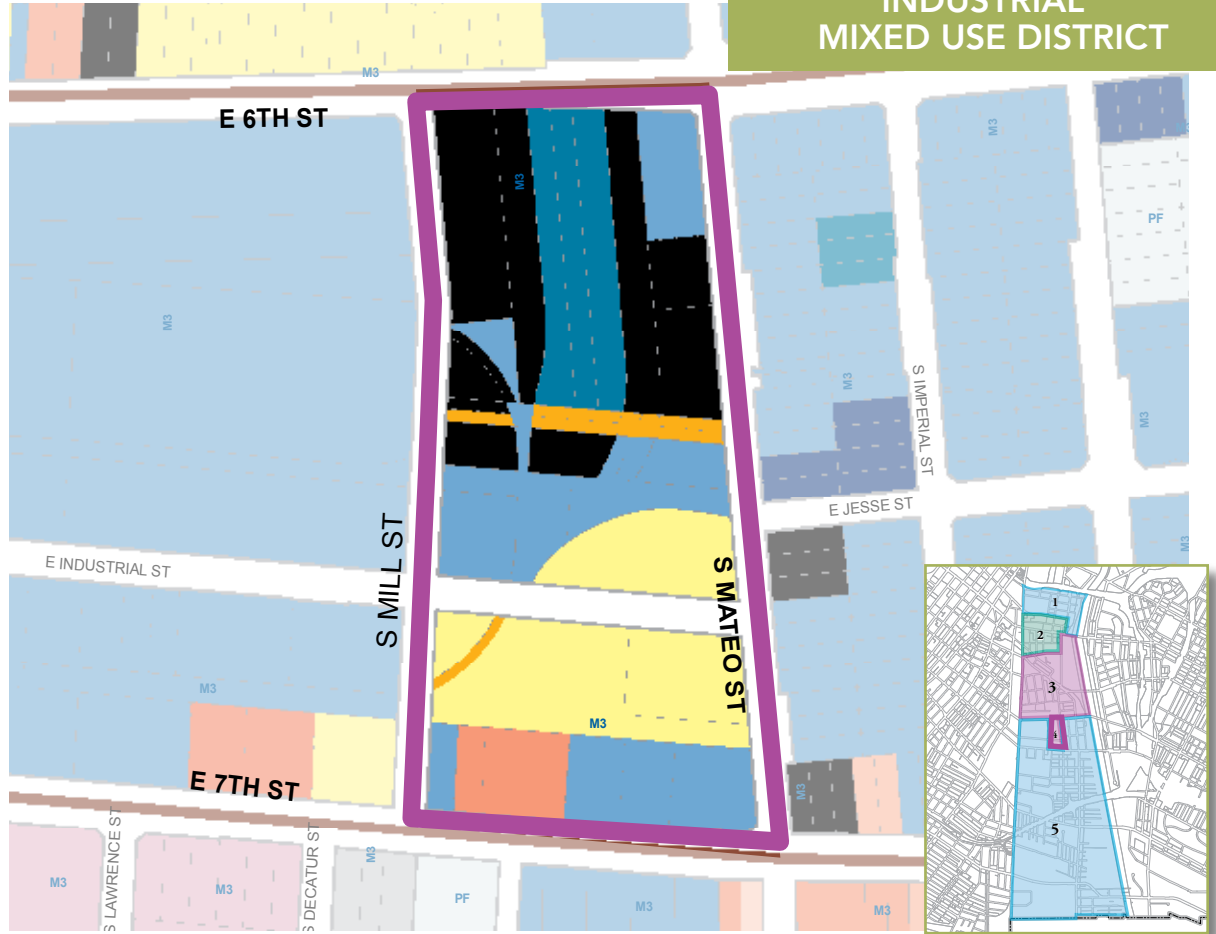 INDUSTRIAL
MIXED USE DISTRICT
M3
E 6TH ST
M3
M3
PF
M3
M3
S IMPERIAL ST
M3
E JESSE ST
M3
S MILL ST
E INDUSTRIAL ST
S MATEO ST
M3
M3
E 7TH ST
M3
S LAWRENCE ST
S DECATUR ST
M3
M3
M3
PF
M3
M3
1
2
3
4
5